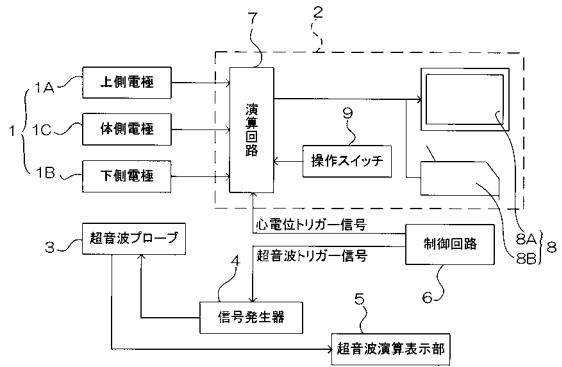 2
7
1A
上側電極
1
1C
体側電極
演算回路
9
操作スイッチ
1B
下側電極
心電位トリガー信号
8A
8B
8
3
超音波プローブ
超音波トリガー信号
制御回路
6
4
信号発生器
5
超音波演算表示部